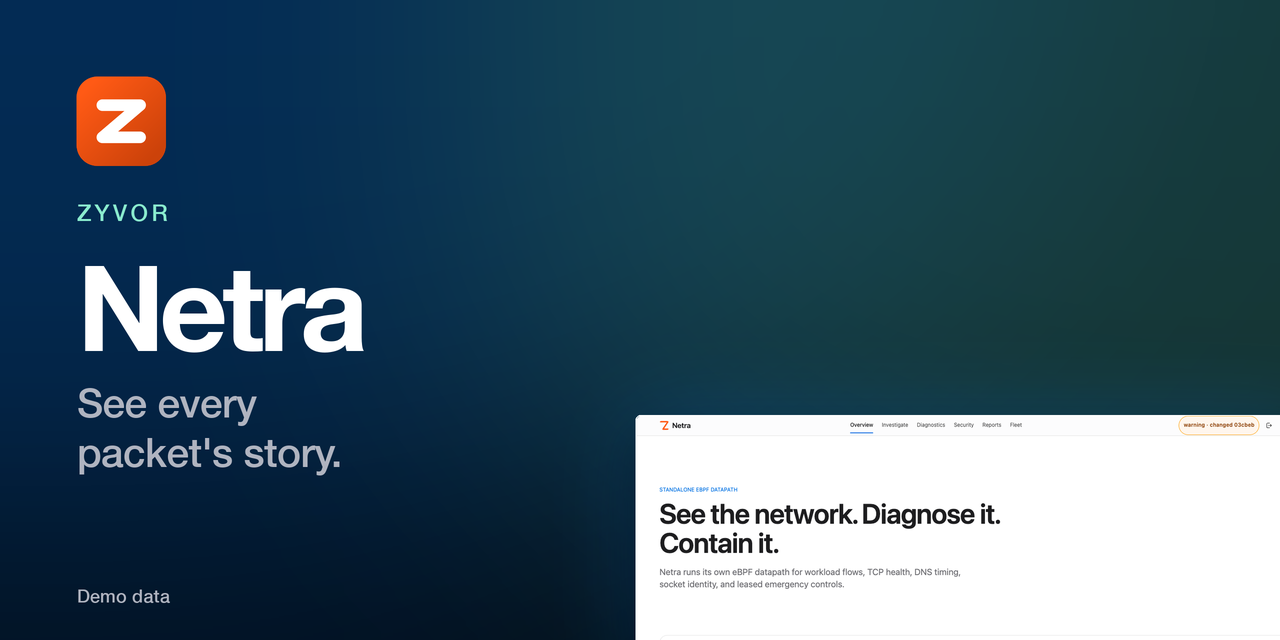 Z
ZYVOR
Netra
See every
packet's story.
Demo data
Netra
Overview Investigate Diagnostics Security Reports Fleet
warning · changed 03cbeb
STANDALONE EBPF DATAPATH
See the network. Diagnose it.
Contain it.
Netra runs its own eBPF datapath for workload flows, TCP health, DNS timing,
socket identity, and leased emergency controls.